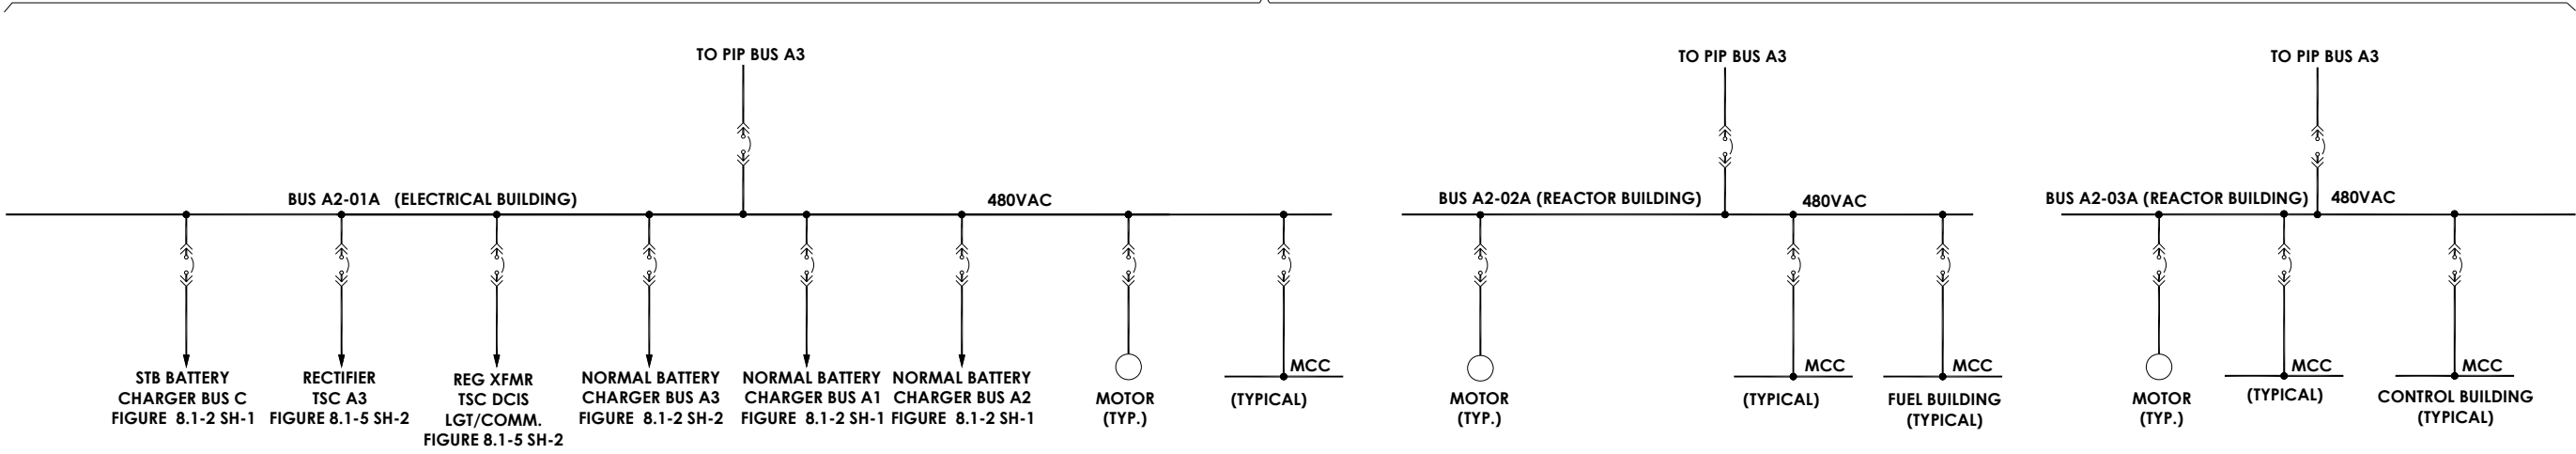 TO PIP BUS A3
TO PIP BUS A3
TO PIP BUS A3
BUS A2-01A (ELECTRICAL BUILDING)
480VAC
BUS A2-02A (REACTOR BUILDING)
480VAC
BUS A2-03A (REACTOR BUILDING)
480VAC
STB BATTERY
CHARGER BUS C
FIGURE 8.1-2 SH-1
RECTIFIER
TSC A3
FIGURE 8.1-5 SH-2
REG XFMR
TSC DCIS
LGT/COMM.
FIGURE 8.1-5 SH-2
NORMAL BATTERY
CHARGER BUS A3
FIGURE 8.1-2 SH-2
NORMAL BATTERY
CHARGER BUS A1
FIGURE 8.1-2 SH-1
NORMAL BATTERY
CHARGER BUS A2
FIGURE 8.1-2 SH-1
MOTOR
(TYP.)
MCC
(TYPICAL)
MOTOR
(TYP.)
MCC
(TYPICAL)
MCC
FUEL BUILDING
(TYPICAL)
MOTOR
(TYP.)
MCC
(TYPICAL)
MCC
CONTROL BUILDING
(TYPICAL)